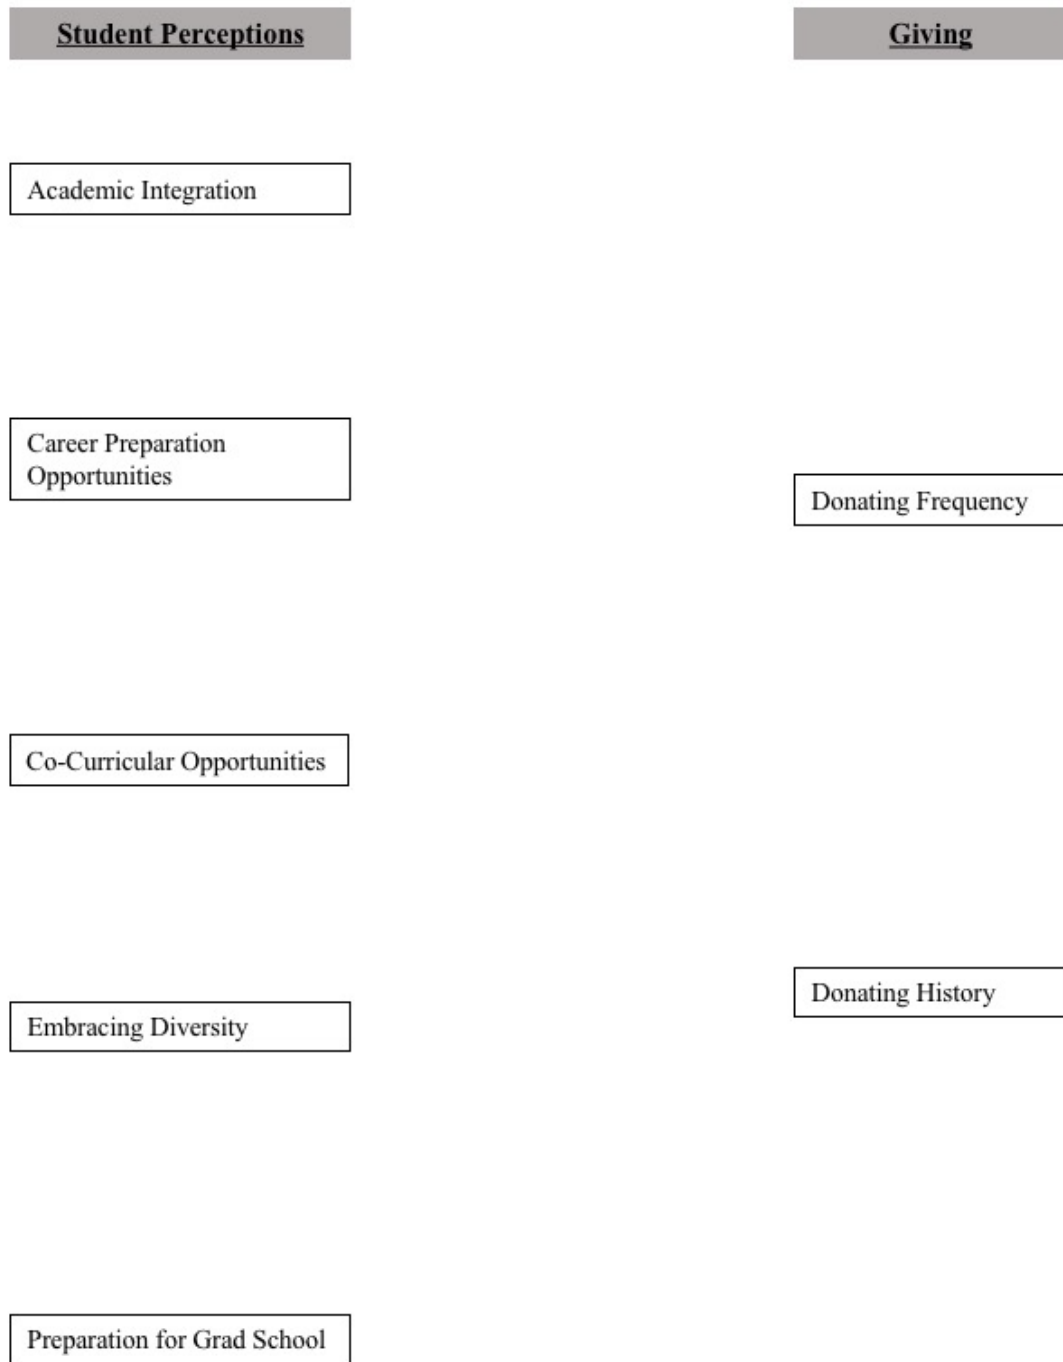 Student Perceptions
Giving
Academic Integration
Career Preparation
Opportunities
Donating Frequency
Co-Curricular Opportunities
Donating History
Embracing Diversity
Preparation for Grad School